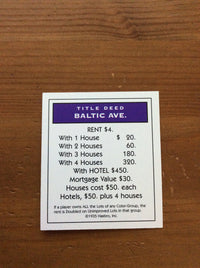 TITLE DEED
BALTIC AVE.
RENT $4.
With 1 House $ 20.
With 2 Houses 60.
With 3 Houses 180.
With 4 Houses 320.
With HOTEL $450.
Mortgage Value $30.
Houses cost $50. each
Hotels, $50. plus 4 houses
If a player owns ALL the Lots of any Color-Group, the
rent is Doubled on Unimproved Lots in that group.
©1935 Hasbro, Inc.